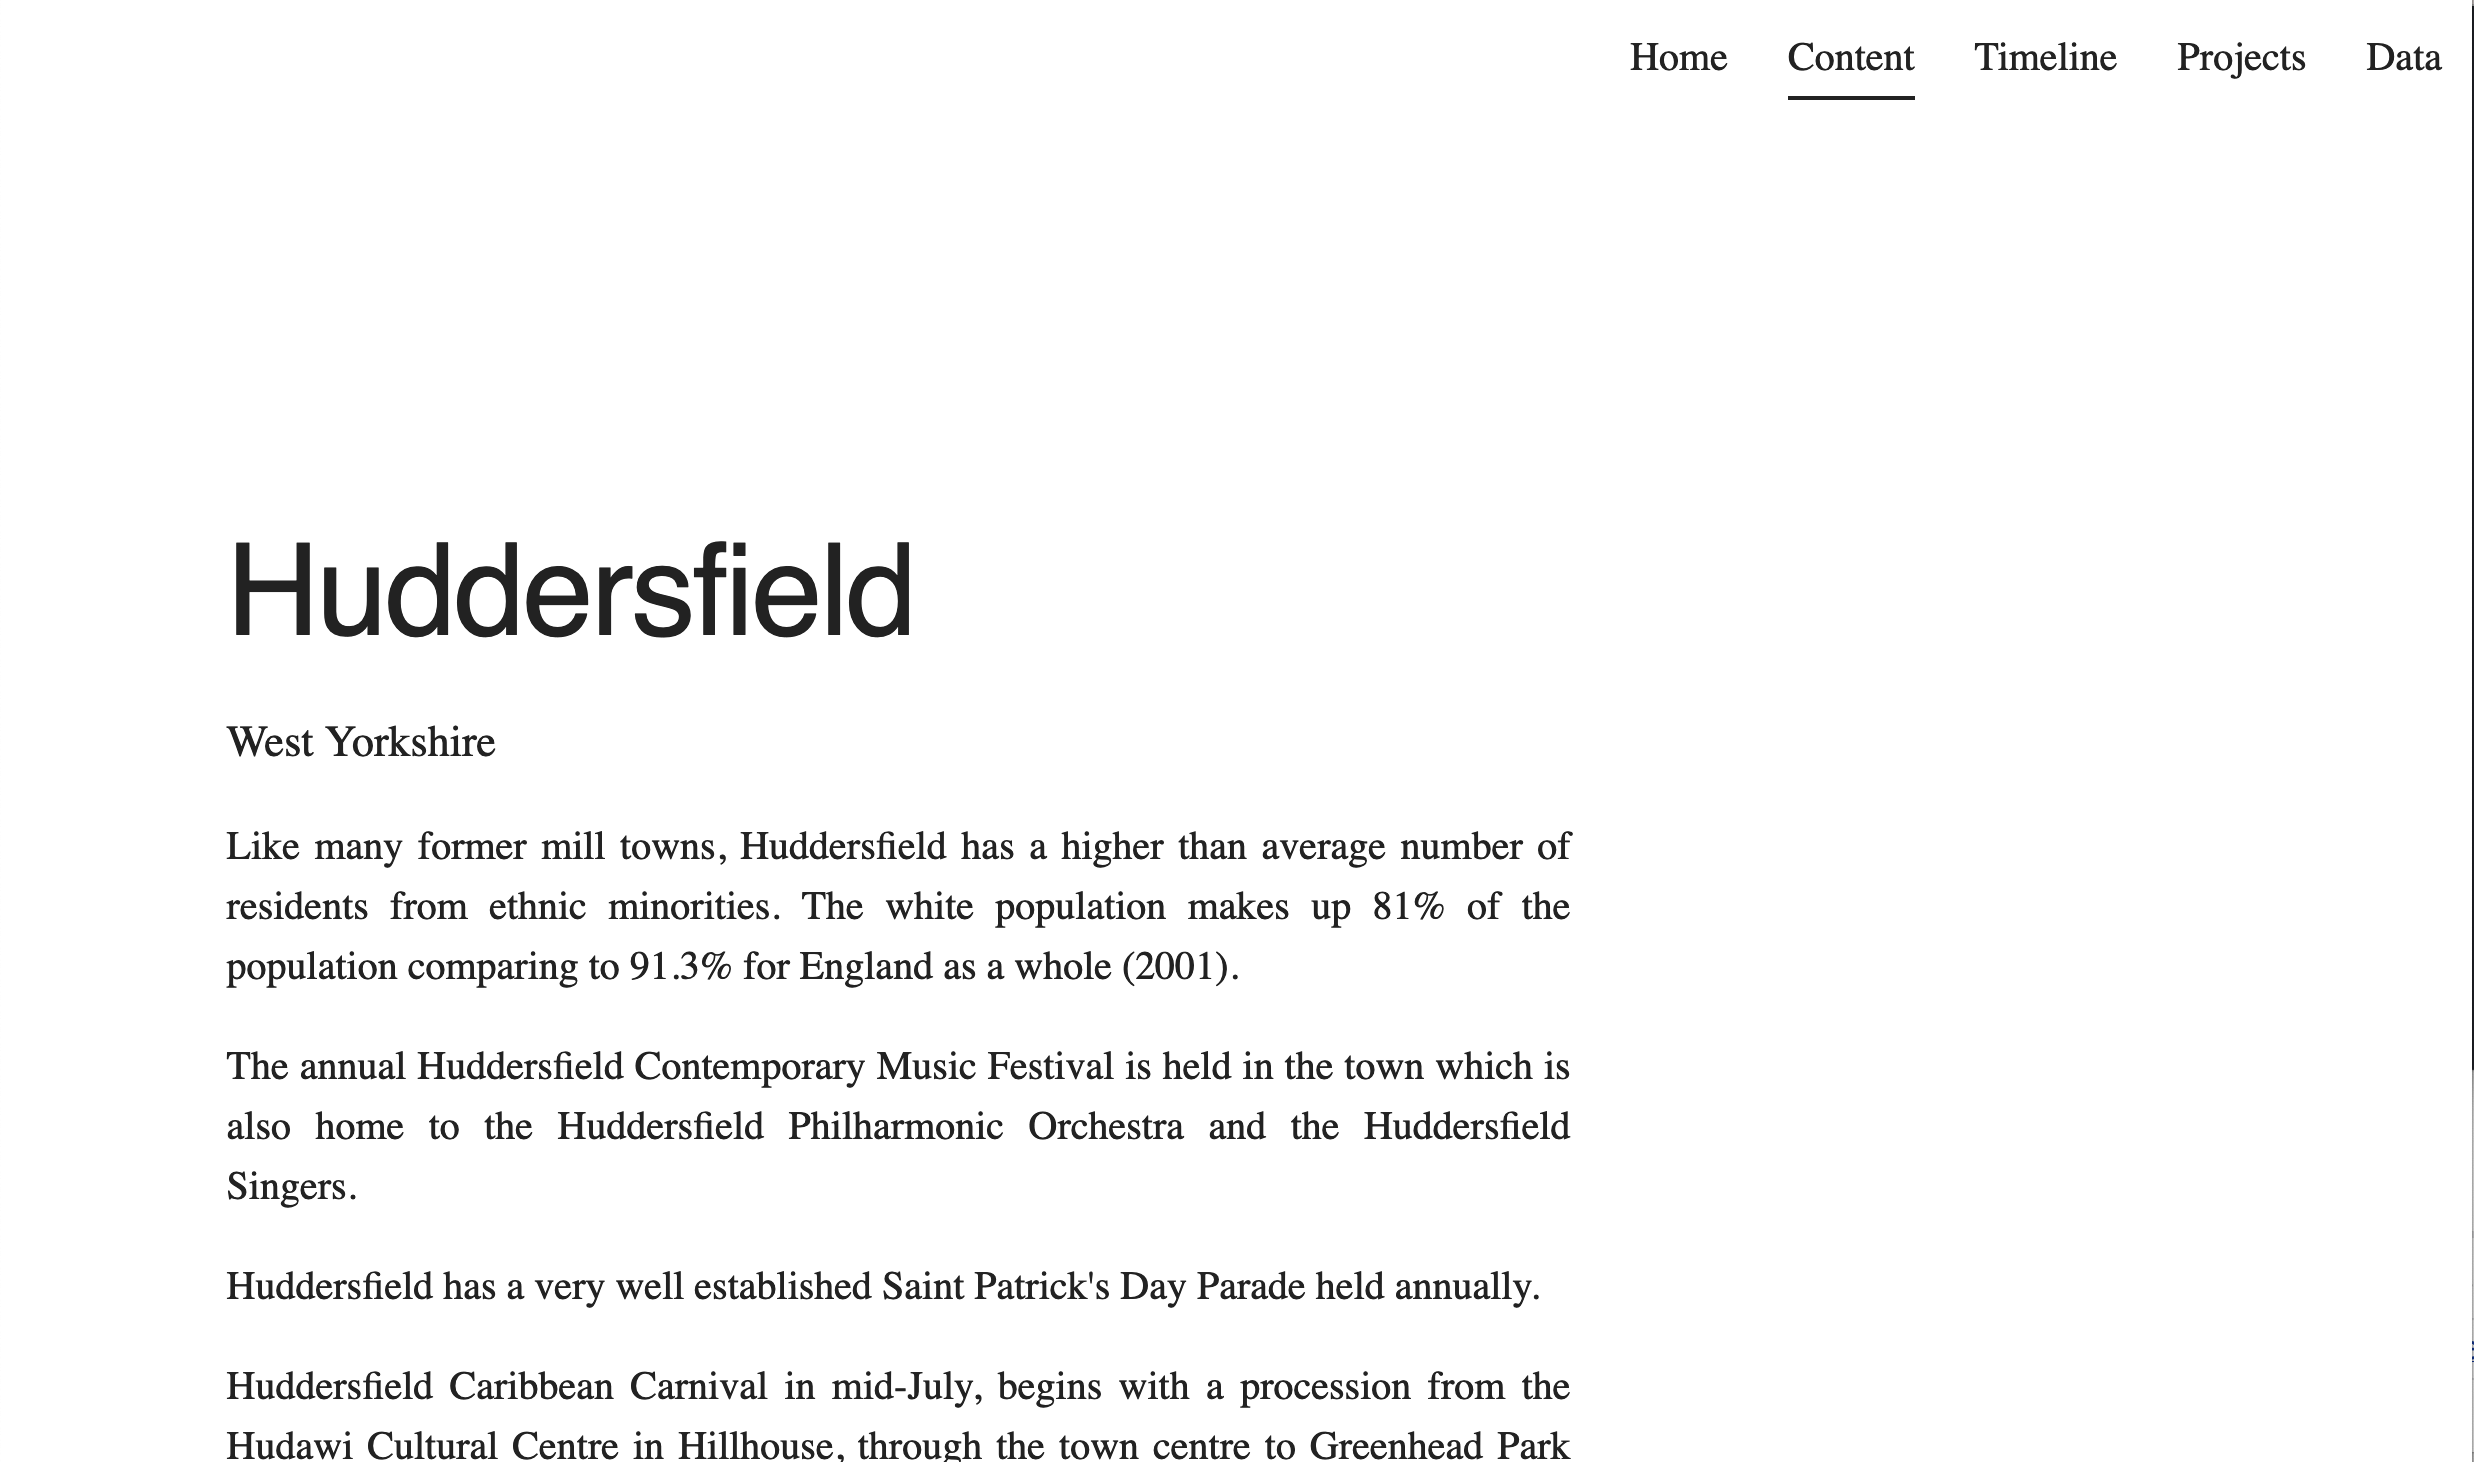 Home Content Timeline Projects Data
Huddersfield
West Yorkshire
Like many former mill towns, Huddersfield has a higher than average number of
residents from ethnic minorities. The white population makes up 81% of the
population comparing to 91.3% for England as a whole (2001).
The annual Huddersfield Contemporary Music Festival is held in the town which is
also home to the Huddersfield Philharmonic Orchestra and the Huddersfield
Singers.
Huddersfield has a very well established Saint Patrick's Day Parade held annually.
Huddersfield Caribbean Carnival in mid-July, begins with a procession from the
Hudawi Cultural Centre in Hillhouse, through the town centre to Greenhead Park